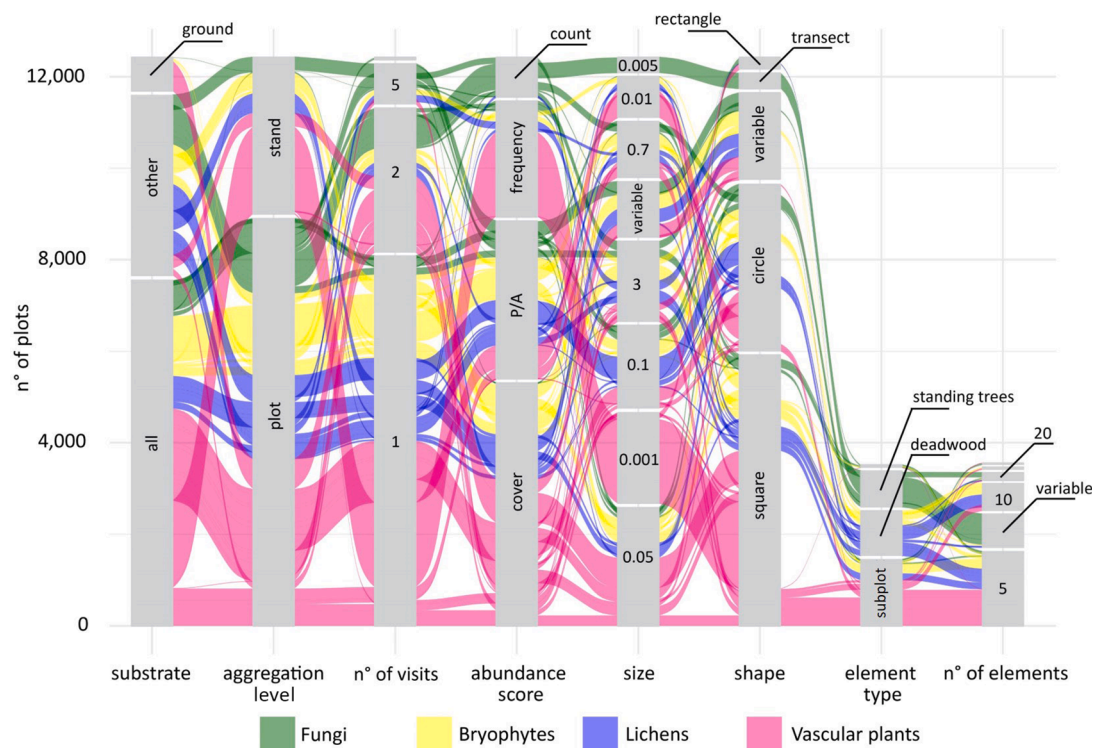 rectangle
ground
count
transect
12,000
8,000
4,000
0
n° of plots
other
all
stand
plot
5
2
1
frequency
P/A
cover
0.005
0.01
0.7
variable
3
0.1
0.001
0.05
variable
circle
square
standing trees
deadwood
subplot
20
variable
10
5
substrate
aggregation
level
n° of visits
abundance
score
size
shape
element
type
n° of elements
Fungi
Bryophytes
Lichens
Vascular plants